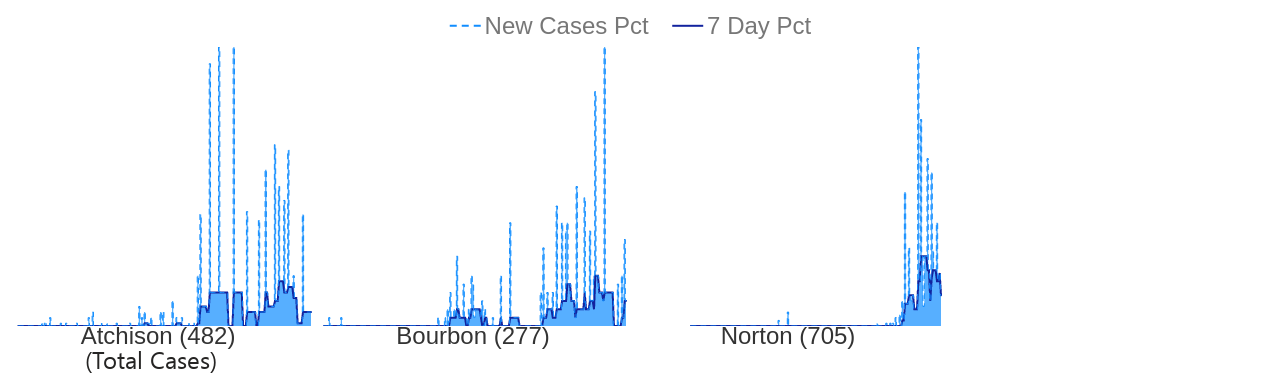 New Cases Pct 7 Day Pct
Atchison (482) Bourbon (277) Norton (705)
(Total Cases)